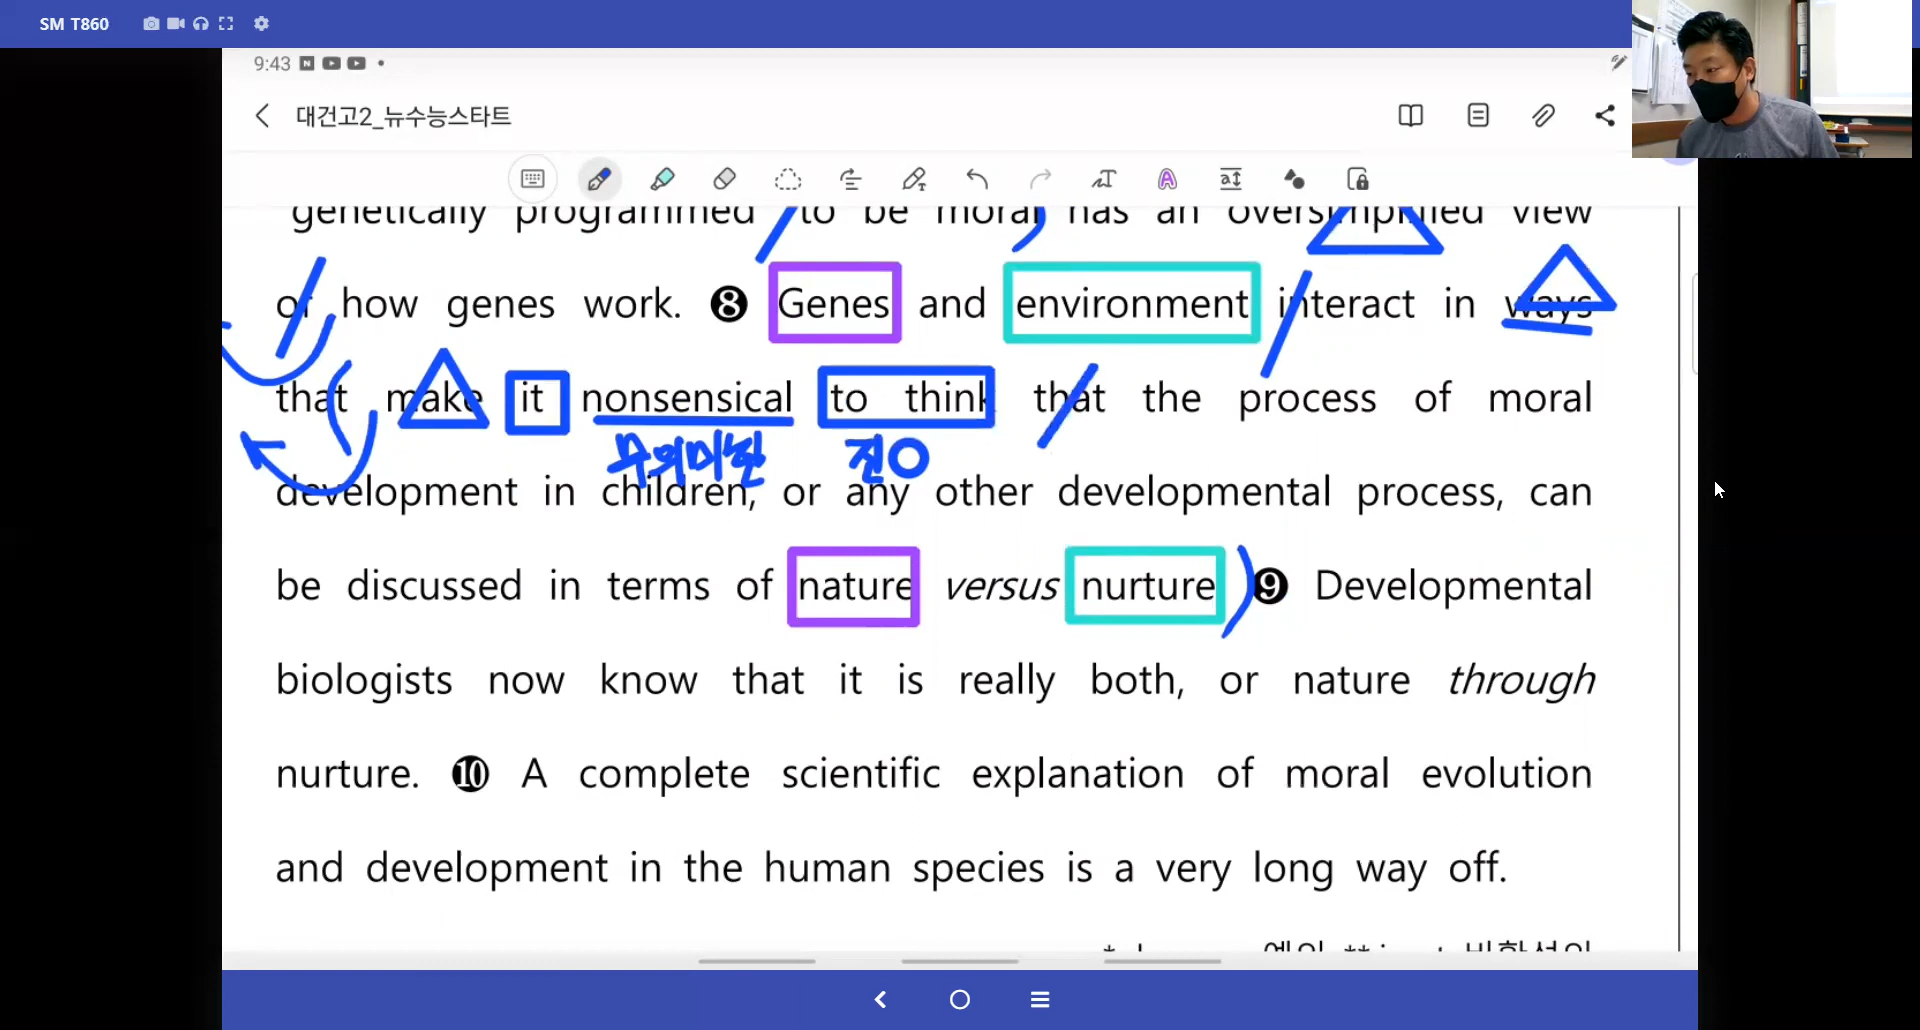 SM T860
9:43
대건고2_뉴수능스타트
genetically programmed to be moral, has an oversimplified view
of how genes work. ❽ Genes and environment interact in ways
that make it nonsensical to think that the process of moral
무의미한 진O
development in children, or any other developmental process, can
be discussed in terms of nature versus nurture. ❾ Developmental
biologists now know that it is really both, or nature through
nurture. ❿ A complete scientific explanation of moral evolution
and development in the human species is a very long way off.